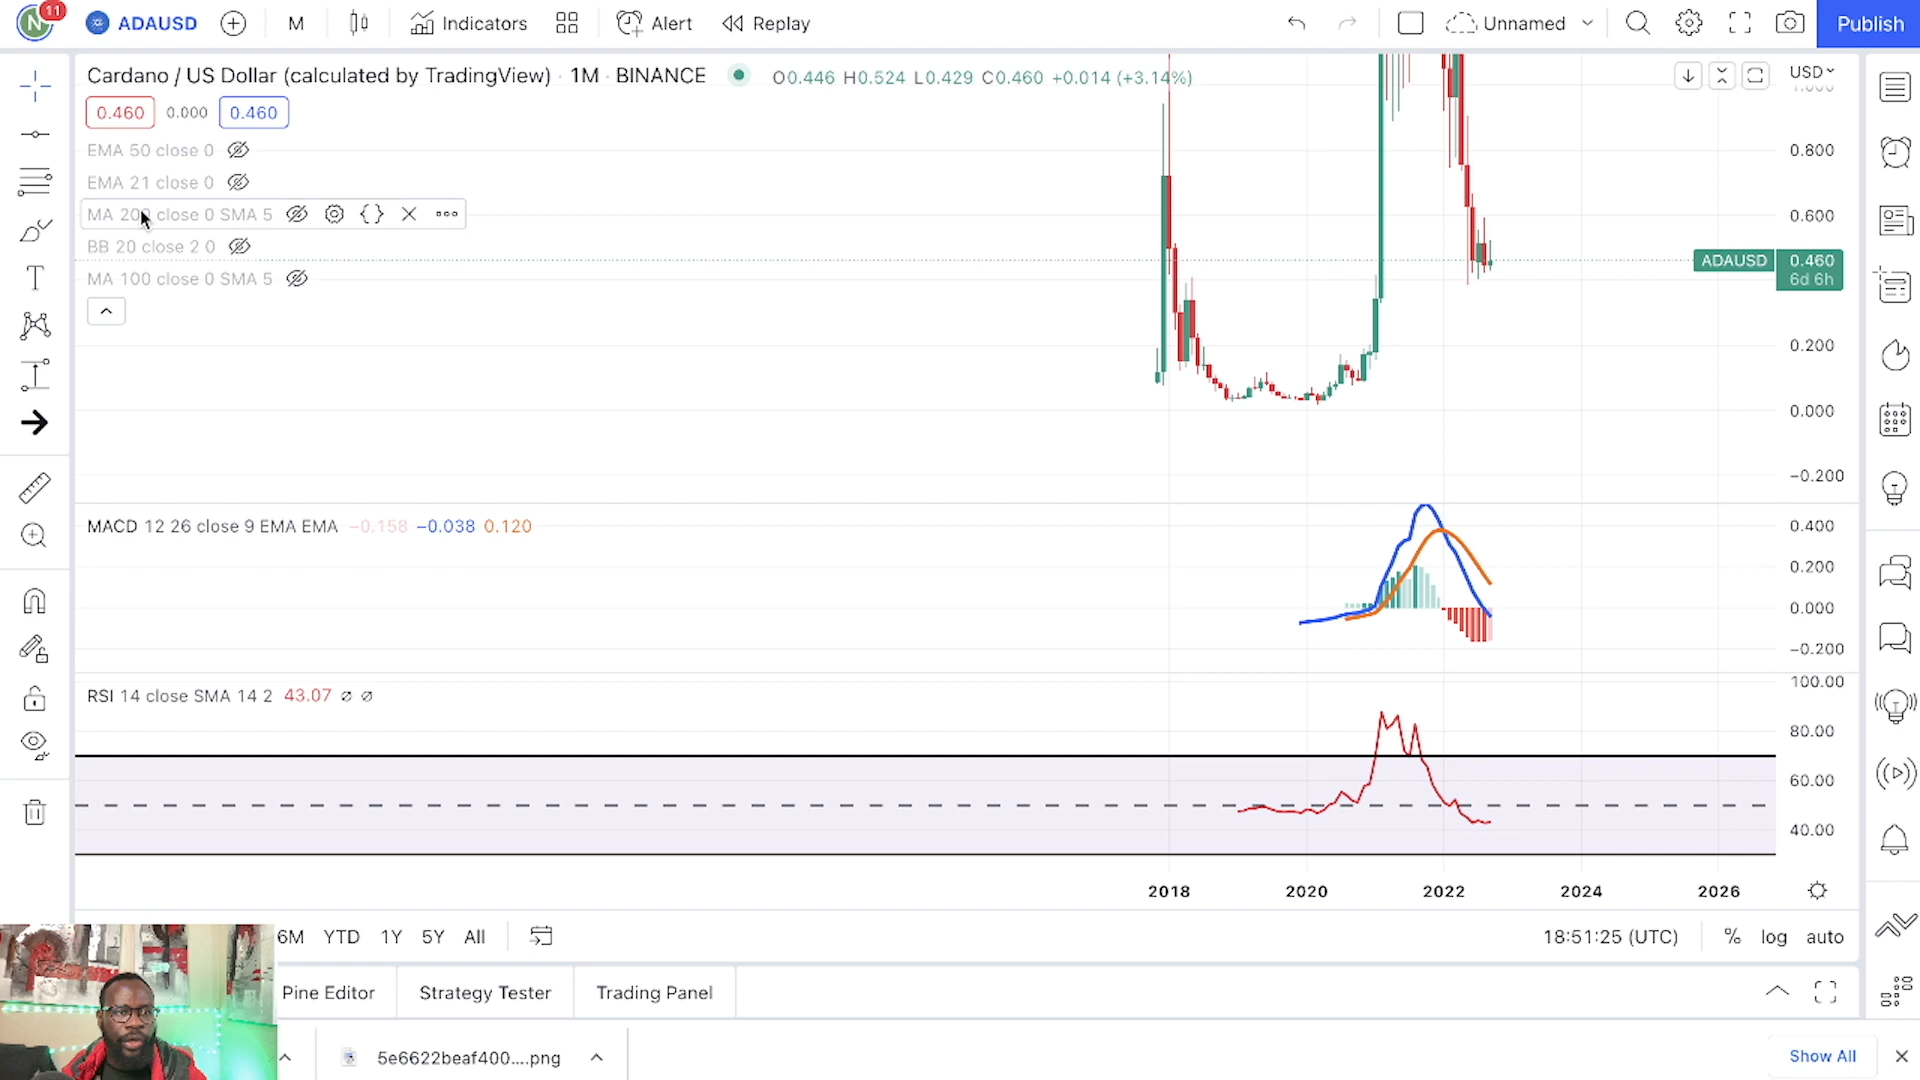 N 11 ADAUSD M Indicators Alert Replay Unnamed Publish
Cardano / US Dollar (calculated by TradingView) · 1M · BINANCE O0.446 H0.524 L0.429 C0.460 +0.014 (+3.14%) USD
0.460 0.000 0.460
EMA 50 close 0
EMA 21 close 0
MA 200 close 0 SMA 5
BB 20 close 2 0
MA 100 close 0 SMA 5
1.000
0.800
0.600
ADAUSD 0.460
6d 6h
0.200
0.000
−0.200
MACD 12 26 close 9 EMA EMA −0.158 −0.038 0.120
0.400
0.200
0.000
−0.200
RSI 14 close SMA 14 2 43.07 ∅ ∅
100.00
80.00
60.00
40.00
2018 2020 2022 2024 2026
6M YTD 1Y 5Y All 18:51:25 (UTC) % log auto
Pine Editor Strategy Tester Trading Panel
5e6622beaf400....png Show All